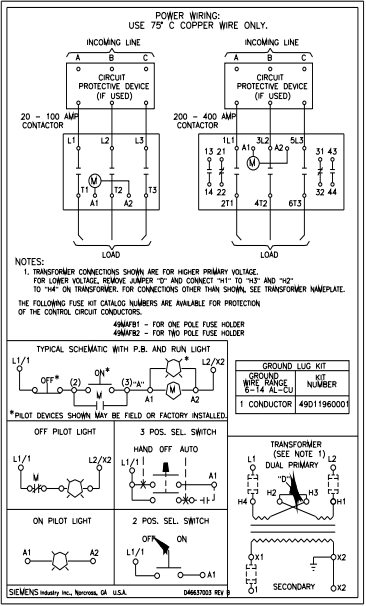 POWER WIRING:
USE 75° C COPPER WIRE ONLY.
INCOMING LINE
A B C
CIRCUIT
PROTECTIVE DEVICE
(IF USED)
20 - 100 AMP
CONTACTOR
L1 L2 L3
M
T1 T2 T3
A1 A2
LOAD
INCOMING LINE
A B C
CIRCUIT
PROTECTIVE DEVICE
(IF USED)
200 - 400 AMP
CONTACTOR
1L1 3L2 5L3
A1 A2
M
13 21 31 43
14 22 32 44
2T1 4T2 6T3
LOAD
NOTES:
1. TRANSFORMER CONNECTIONS SHOWN ARE FOR HIGHER PRIMARY VOLTAGE.
FOR LOWER VOLTAGE, REMOVE JUMPER "D" AND CONNECT "H1" TO "H3" AND "H2"
TO "H4" ON TRANSFORMER. FOR CONNECTIONS OTHER THAN SHOWN, SEE TRANSFORMER NAMEPLATE.
THE FOLLOWING FUSE KIT CATALOG NUMBERS ARE AVAILABLE FOR PROTECTION
OF THE CONTROL CIRCUIT CONDUCTORS.
49MAFB1 - FOR ONE POLE FUSE HOLDER
49MAFB2 - FOR TWO POLE FUSE HOLDER
TYPICAL SCHEMATIC WITH P.B. AND RUN LIGHT
L1/1 L2/X2
OFF* (2) ON* (3) "A" A1 M A2
*
M
*PILOT DEVICES SHOWN MAY BE FIELD OR FACTORY INSTALLED.
GROUND LUG KIT
GROUND
WIRE RANGE
6-14 AL-CU
KIT
NUMBER
1 CONDUCTOR 49D11960001
OFF PILOT LIGHT
L1/1 L2/X2
M
3 POS. SEL. SWITCH
HAND OFF AUTO
L1/1 A1
TRANSFORMER
(SEE NOTE 1)
L1 DUAL PRIMARY L2
"D"
H4 H2 H3 H1
X1 X2
1 X2
SECONDARY
ON PILOT LIGHT
A1 A2
2 POS. SEL. SWITCH
OFF ON
L1/1 A1
SIEMENS Industry Inc., Norcross, GA U.S.A. D46637003 REV B